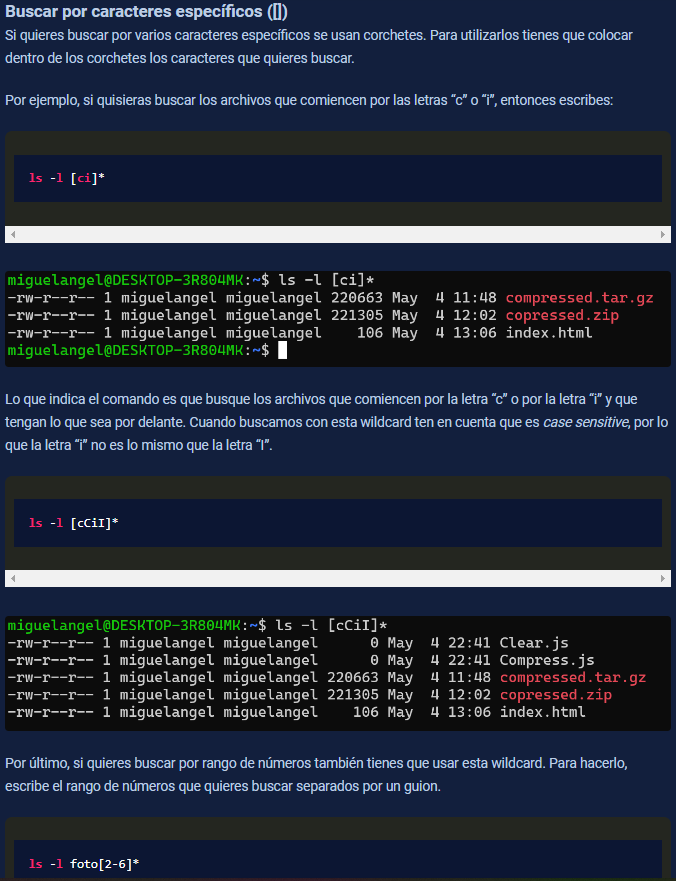 Buscar por caracteres específicos ([])
Si quieres buscar por varios caracteres específicos se usan corchetes. Para utilizarlos tienes que colocar
dentro de los corchetes los caracteres que quieres buscar.
Por ejemplo, si quisieras buscar los archivos que comiencen por las letras “c” o “i”, entonces escribes:
ls -l [ci]*
miguelangel@DESKTOP-3R804MK:~$ ls -l [ci]*
-rw-r--r-- 1 miguelangel miguelangel 220663 May  4 11:48 compressed.tar.gz
-rw-r--r-- 1 miguelangel miguelangel 221305 May  4 12:02 copressed.zip
-rw-r--r-- 1 miguelangel miguelangel    106 May  4 13:06 index.html
miguelangel@DESKTOP-3R804MK:~$
Lo que indica el comando es que busque los archivos que comiencen por la letra “c” o por la letra “i” y que
tengan lo que sea por delante. Cuando buscamos con esta wildcard ten en cuenta que es case sensitive, por lo
que la letra “i” no es lo mismo que la letra “I”.
ls -l [cCiI]*
miguelangel@DESKTOP-3R804MK:~$ ls -l [cCiI]*
-rw-r--r-- 1 miguelangel miguelangel      0 May  4 22:41 Clear.js
-rw-r--r-- 1 miguelangel miguelangel      0 May  4 22:41 Compress.js
-rw-r--r-- 1 miguelangel miguelangel 220663 May  4 11:48 compressed.tar.gz
-rw-r--r-- 1 miguelangel miguelangel 221305 May  4 12:02 copressed.zip
-rw-r--r-- 1 miguelangel miguelangel    106 May  4 13:06 index.html
Por último, si quieres buscar por rango de números también tienes que usar esta wildcard. Para hacerlo,
escribe el rango de números que quieres buscar separados por un guion.
ls -l foto[2-6]*